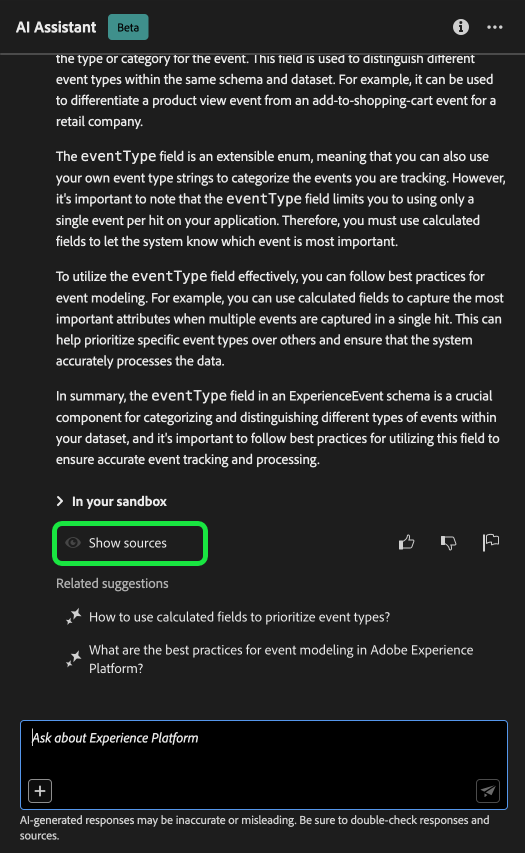 AI Assistant Beta
the type or category for the event. This field is used to distinguish different
event types within the same schema and dataset. For example, it can be used
to differentiate a product view event from an add-to-shopping-cart event for a
retail company.
The eventType field is an extensible enum, meaning that you can also use
your own event type strings to categorize the events you are tracking. However,
it's important to note that the eventType field limits you to using only a
single event per hit on your application. Therefore, you must use calculated
fields to let the system know which event is most important.
To utilize the eventType field effectively, you can follow best practices for
event modeling. For example, you can use calculated fields to capture the most
important attributes when multiple events are captured in a single hit. This can
help prioritize specific event types over others and ensure that the system
accurately processes the data.
In summary, the eventType field in an ExperienceEvent schema is a crucial
component for categorizing and distinguishing different types of events within
your dataset, and it's important to follow best practices for utilizing this field to
ensure accurate event tracking and processing.
In your sandbox
Show sources
Related suggestions
How to use calculated fields to prioritize event types?
What are the best practices for event modeling in Adobe Experience
Platform?
Ask about Experience Platform
AI-generated responses may be inaccurate or misleading. Be sure to double-check responses and
sources.